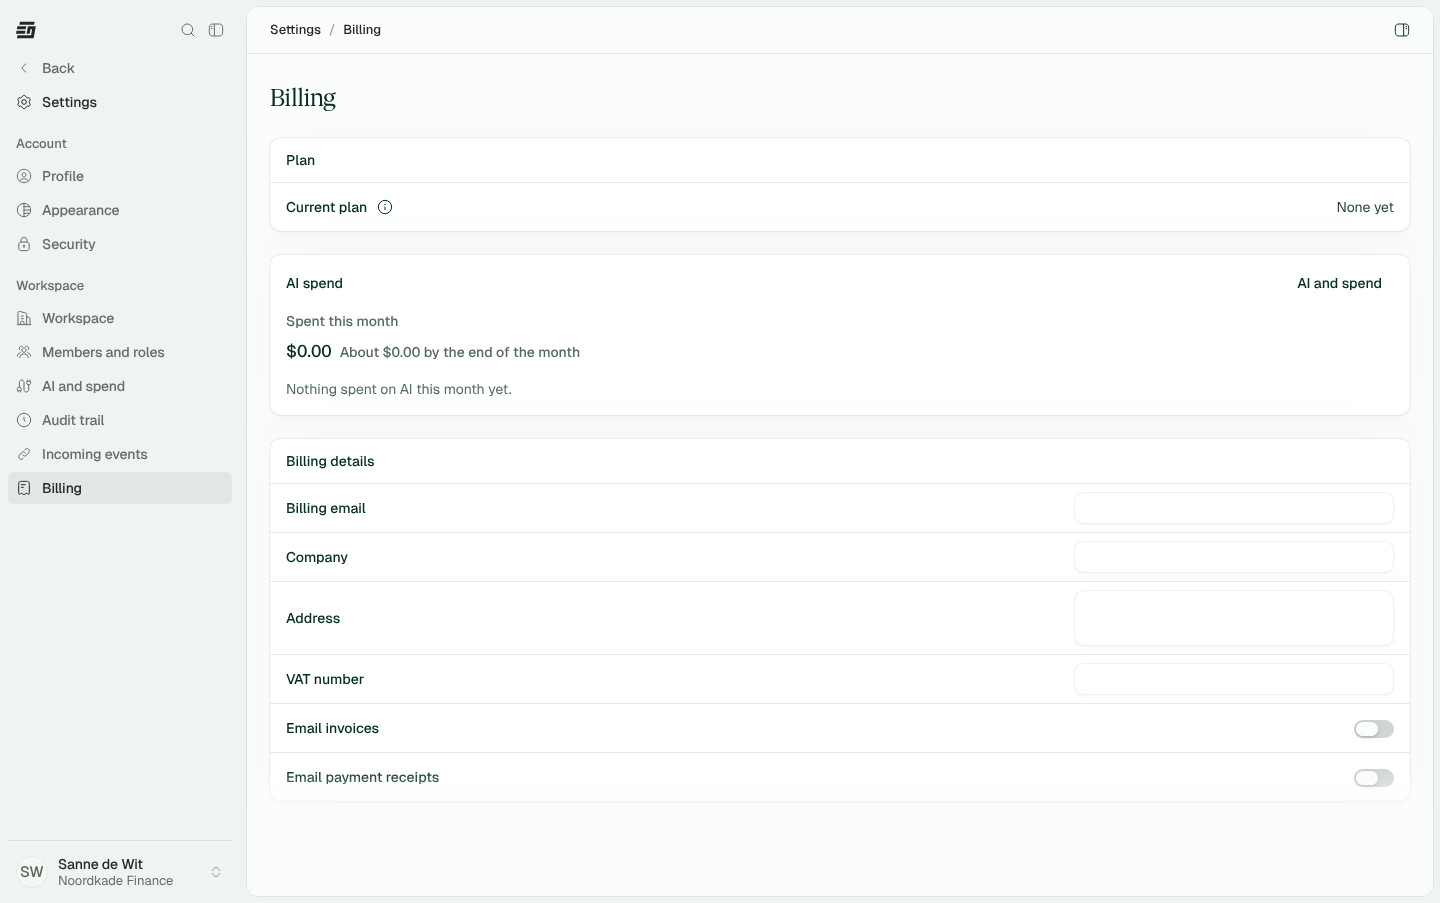 Settings / Billing
Back
Settings
Account
Profile
Appearance
Security
Workspace
Workspace
Members and roles
AI and spend
Audit trail
Incoming events
Billing
SW
Sanne de Wit
Noordkade Finance
Billing
Plan
Current plan
None yet
AI spend
AI and spend
Spent this month
$0.00 About $0.00 by the end of the month
Nothing spent on AI this month yet.
Billing details
Billing email
Company
Address
VAT number
Email invoices
Email payment receipts